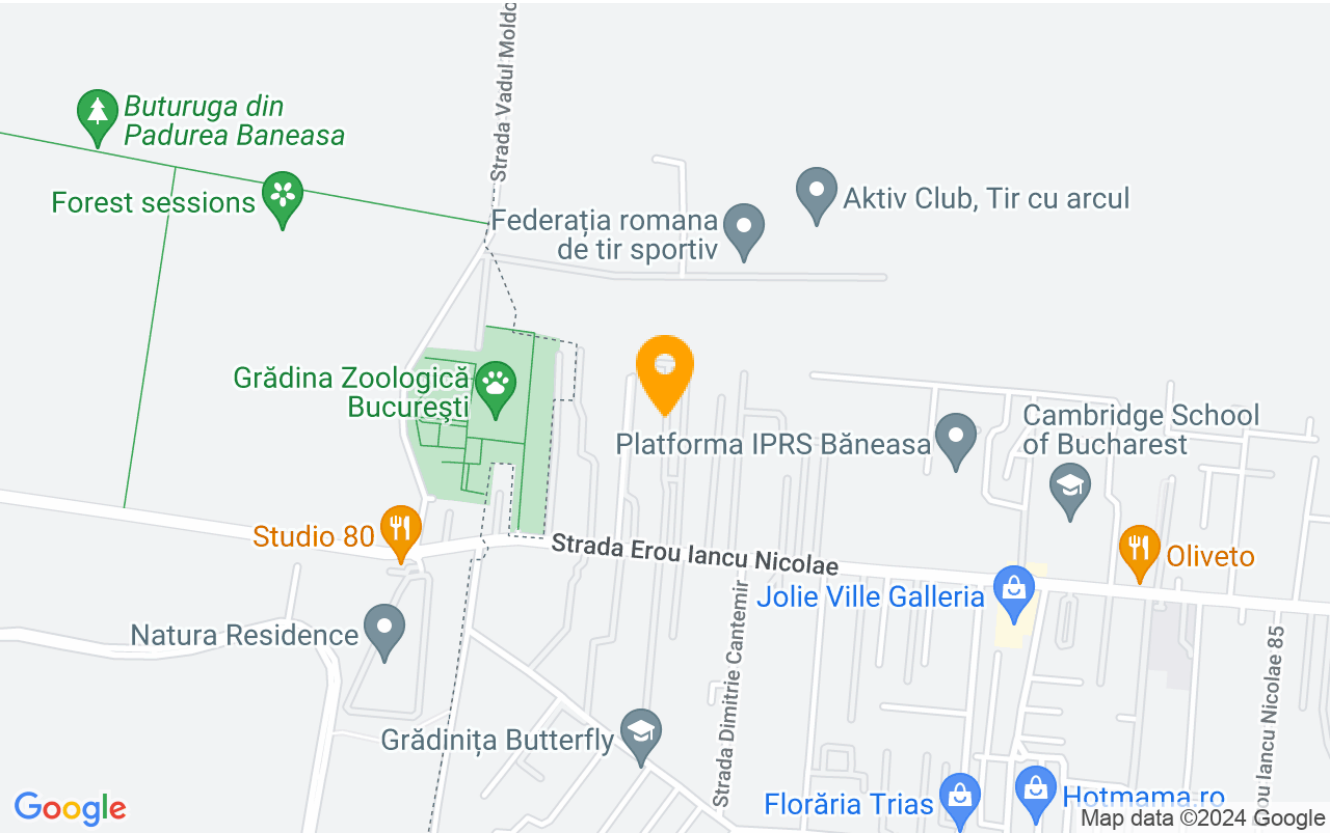 Strada Vadul Moldo
Buturuga din
Padurea Baneasa
Forest sessions
Aktiv Club, Tir cu arcul
Federația romana
de tir sportiv
Grădina Zoologică
București
Platforma IPRS Băneasa
Cambridge School
of Bucharest
Studio 80
Strada Erou Iancu Nicolae
Oliveto
Jolie Ville Galleria
Natura Residence
Strada Dimitrie Cantemir
ou Iancu Nicolae 85
Grădinița Butterfly
Florăria Trias
Hotmama.ro
Google
Map data ©2024 Google